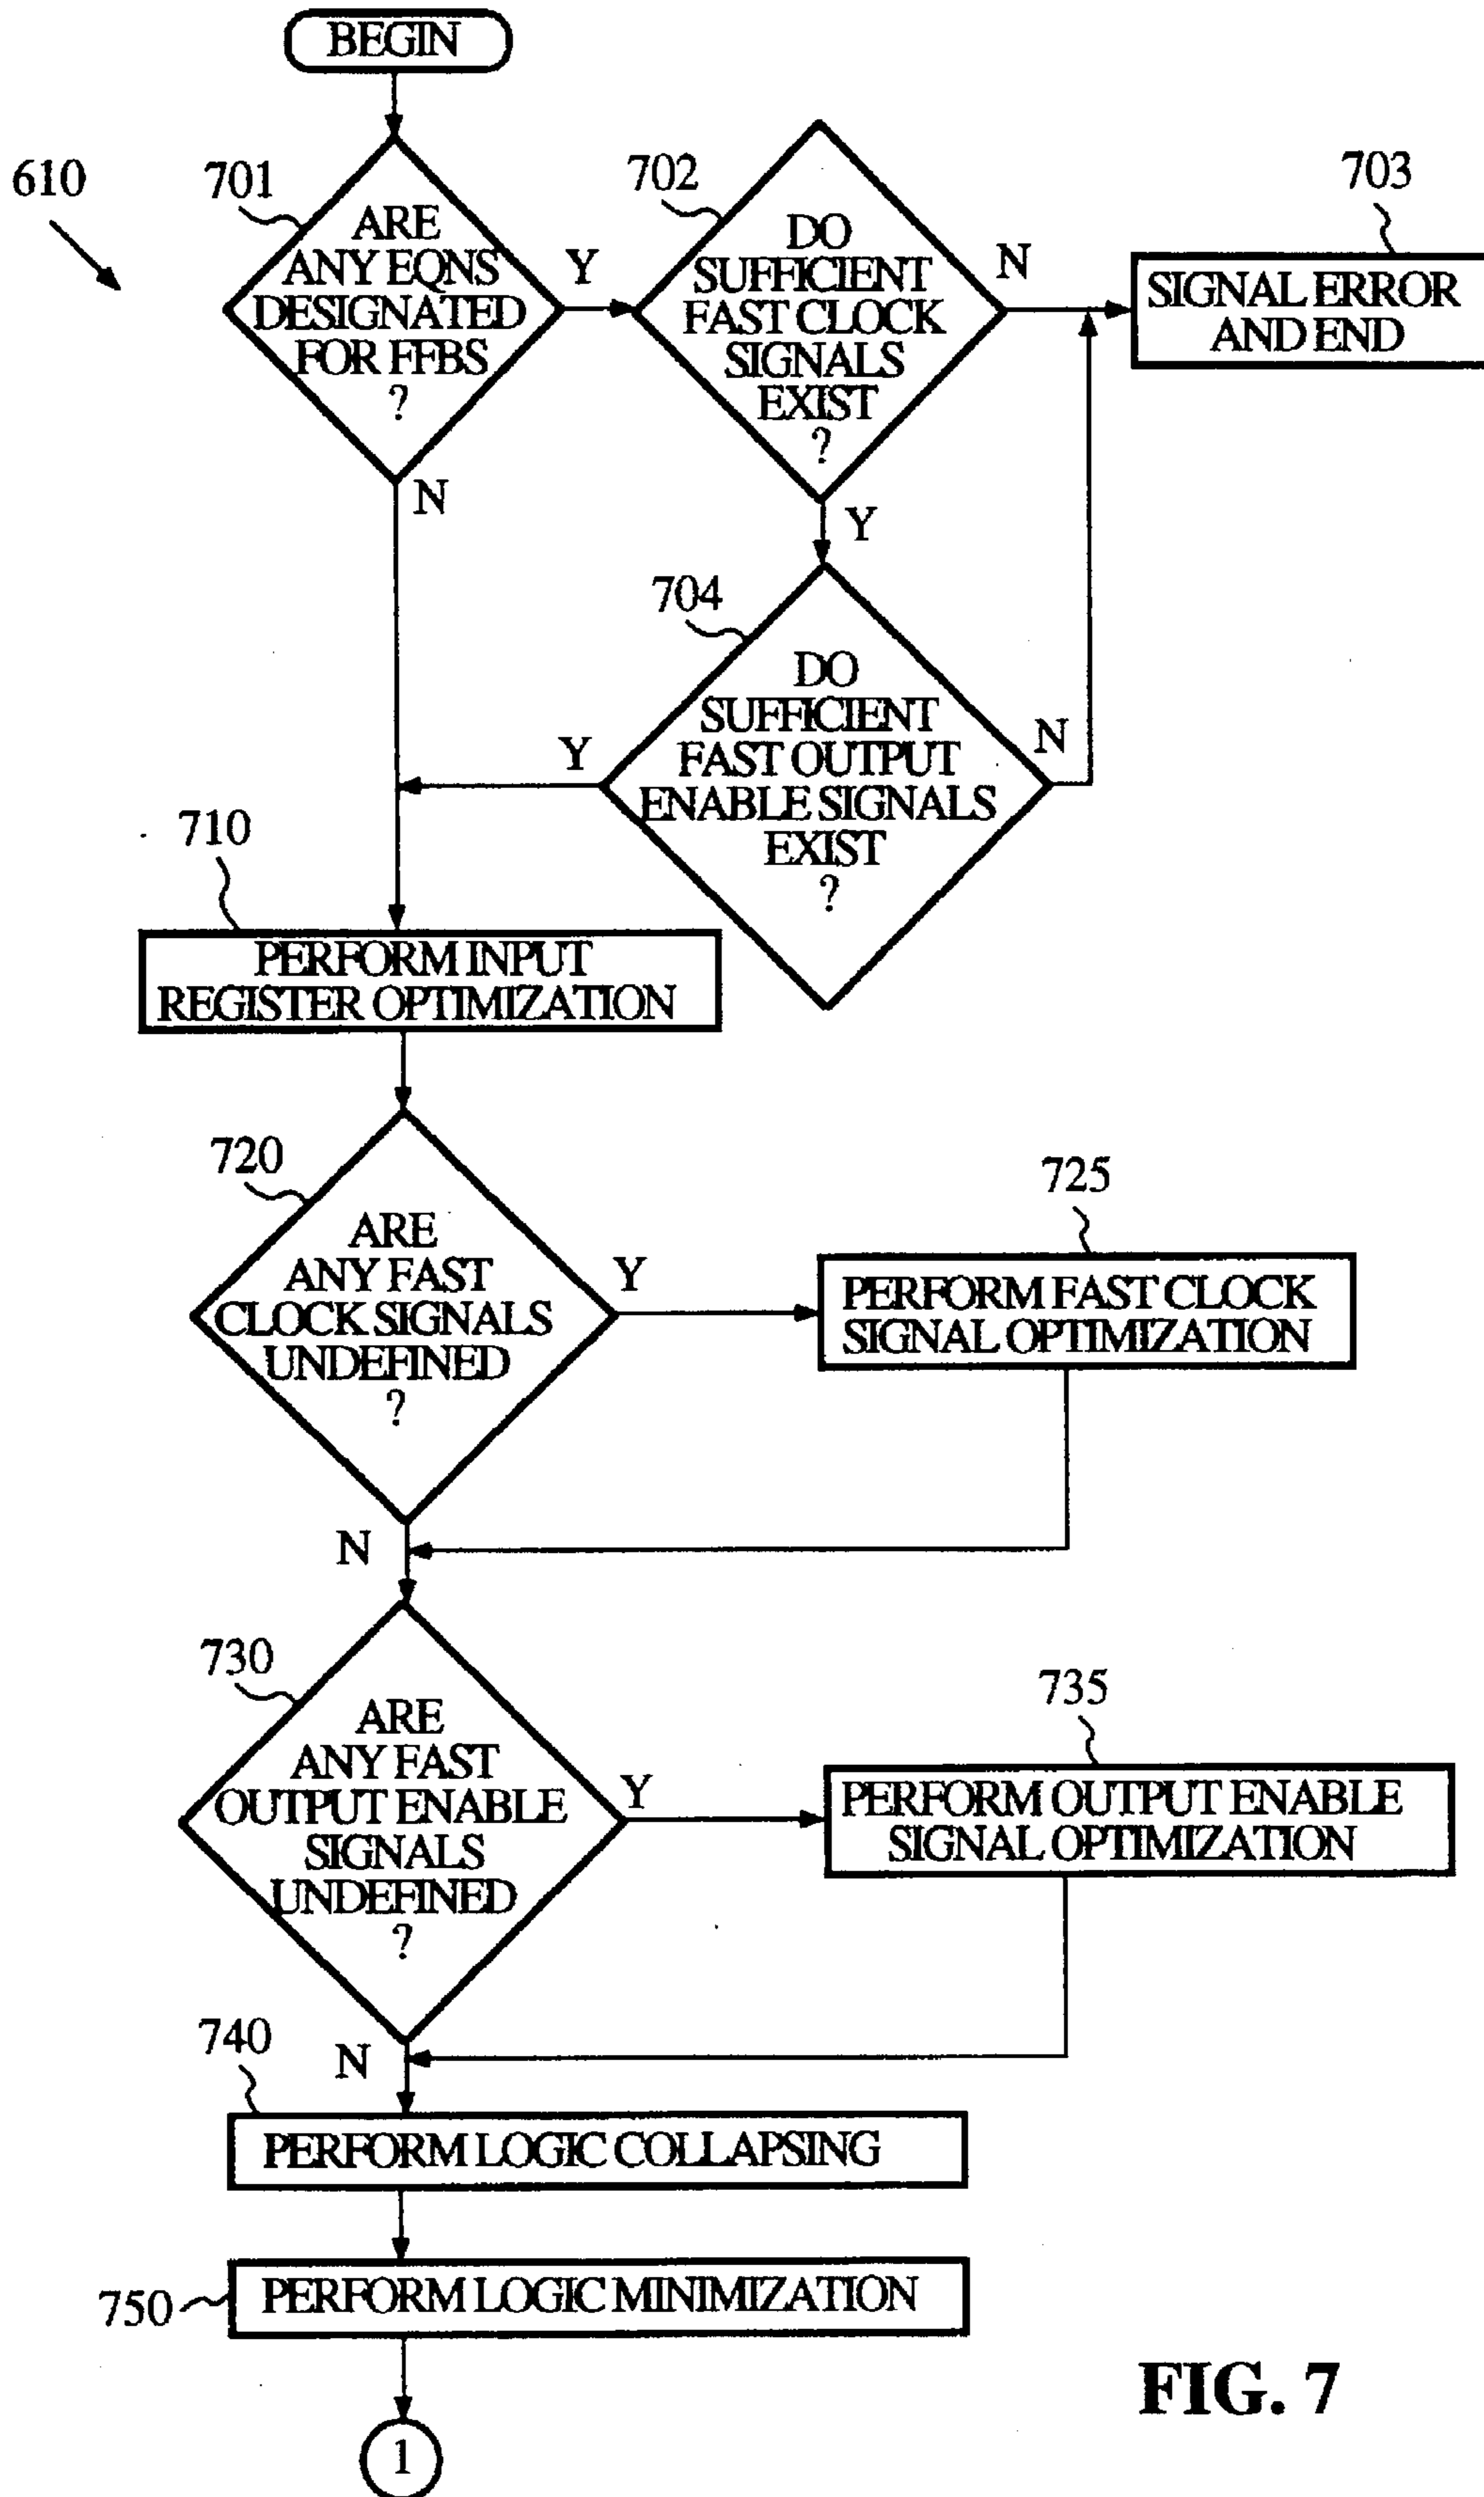 BEGIN
610
701
ARE
ANY EQNS
DESIGNATED
FOR FFBS
?
Y
N
702
DO
SUFFICIENT
FAST CLOCK
SIGNALS
EXIST
?
N
Y
703
SIGNAL ERROR
AND END
704
DO
SUFFICIENT
FAST OUTPUT
ENABLE SIGNALS
EXIST
?
Y
N
710
PERFORM INPUT
REGISTER OPTIMIZATION
720
ARE
ANY FAST
CLOCK SIGNALS
UNDEFINED
?
Y
N
725
PERFORM FAST CLOCK
SIGNAL OPTIMIZATION
730
ARE
ANY FAST
OUTPUT ENABLE
SIGNALS
UNDEFINED
?
Y
N
735
PERFORM OUTPUT ENABLE
SIGNAL OPTIMIZATION
740
PERFORM LOGIC COLLAPSING
750
PERFORM LOGIC MINIMIZATION
1
FIG. 7